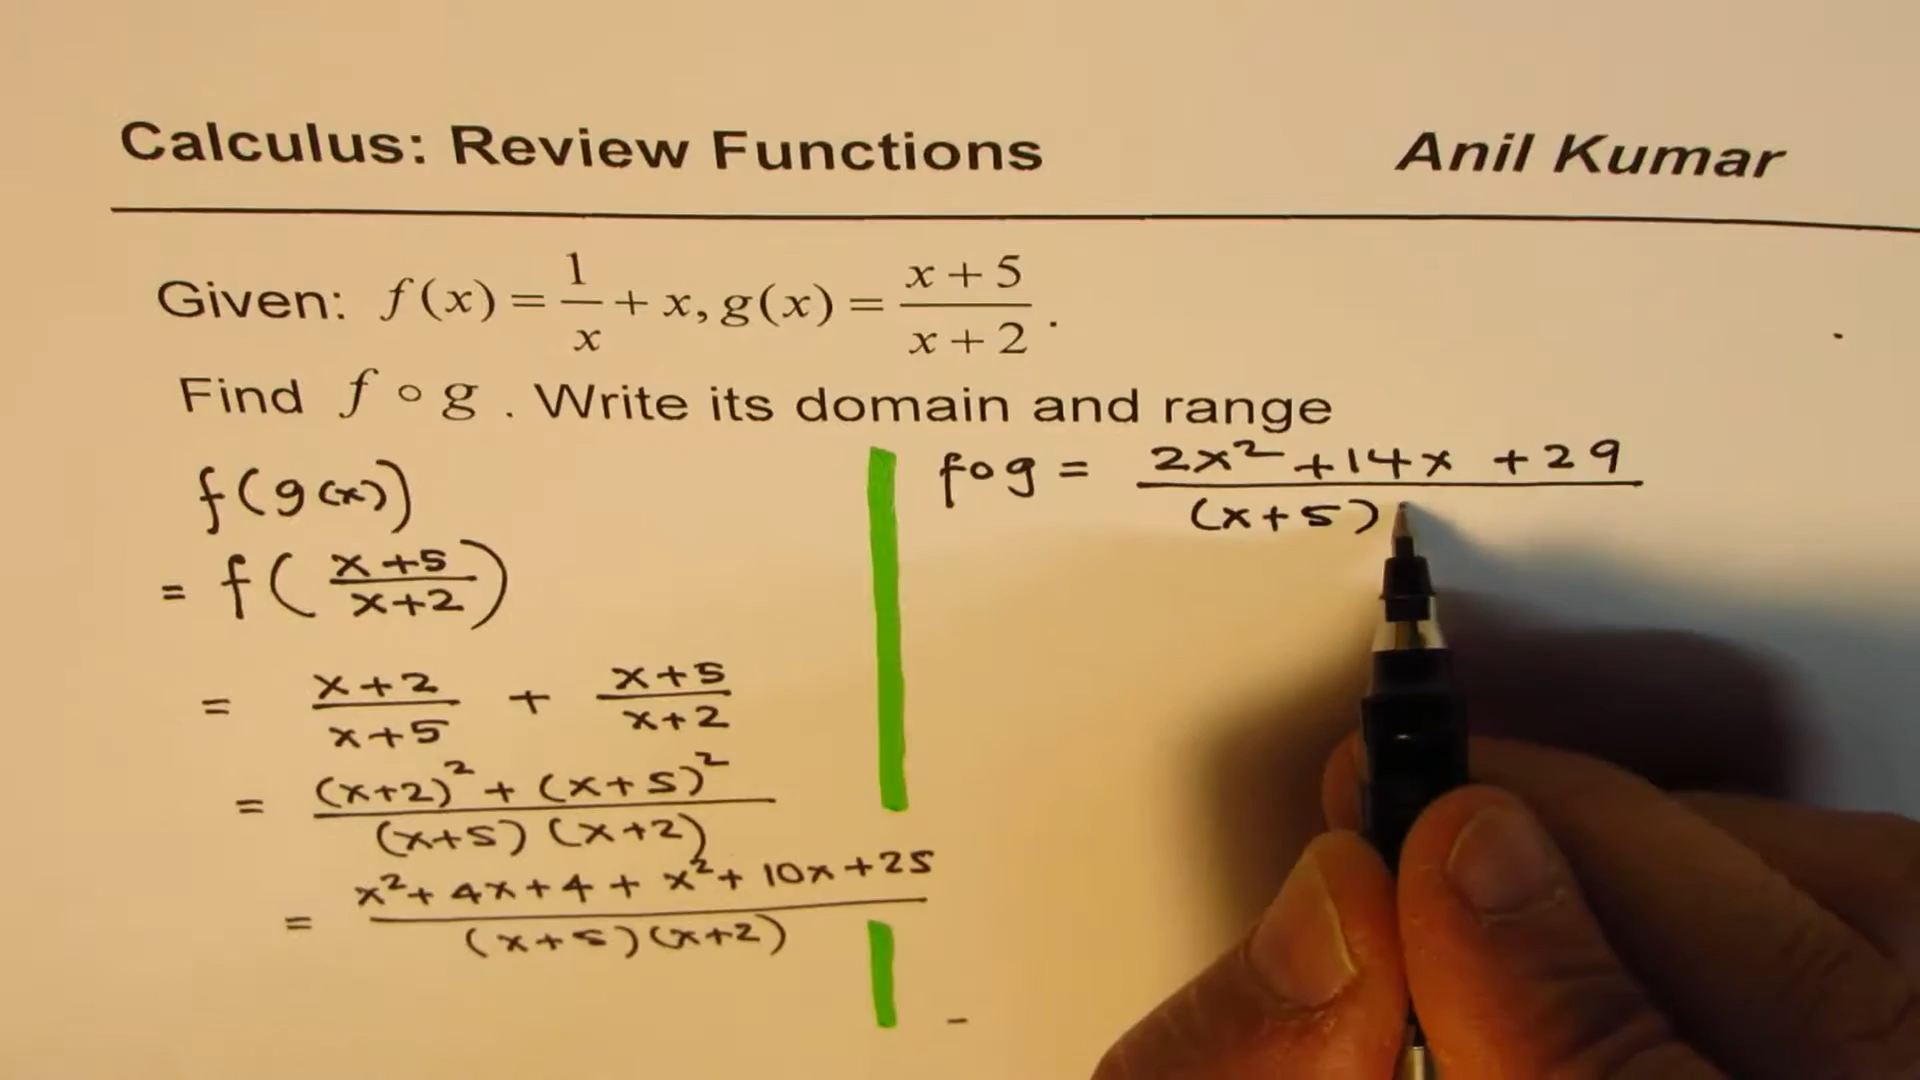 Calculus: Review Functions Anil Kumar
Given: f(x) = 1/x + x, g(x) = (x + 5)/(x + 2).
Find f ∘ g. Write its domain and range
f(g(x))
= f((x+5)/(x+2))
= (x+2)/(x+5) + (x+5)/(x+2)
= ((x+2)² + (x+5)²)/((x+5)(x+2))
= (x² + 4x + 4 + x² + 10x + 25)/((x+5)(x+2))
fog = (2x² + 14x + 29)/((x+5)